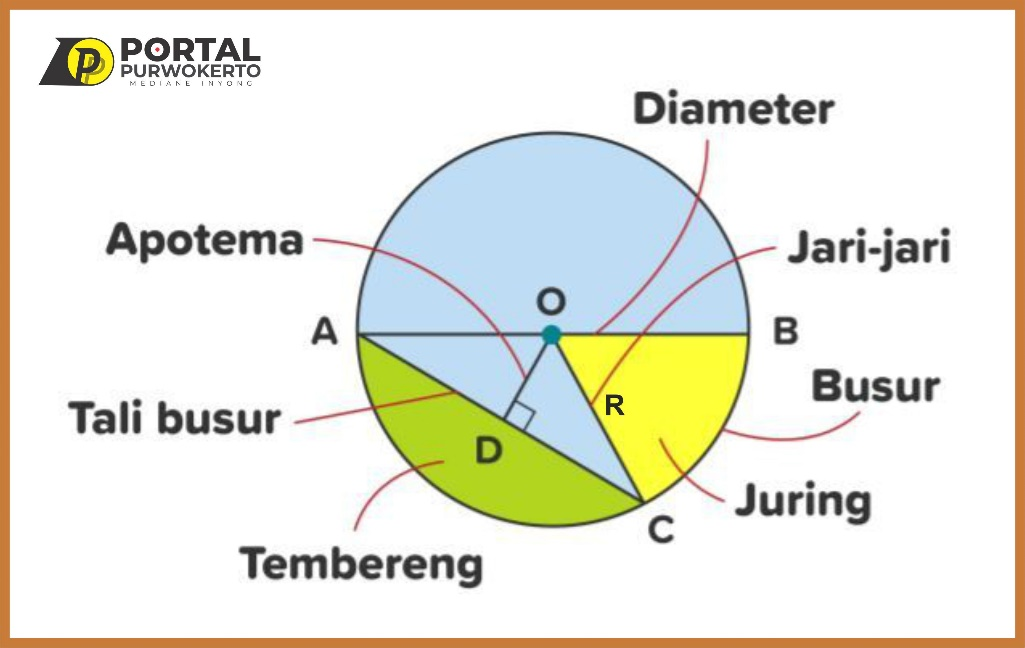 PORTAL
PURWOKERTO
MEDIANE INYONG
Diameter
Apotema
Jari-jari
O
A
B
Busur
R
Tali busur
D
Juring
C
Tembereng